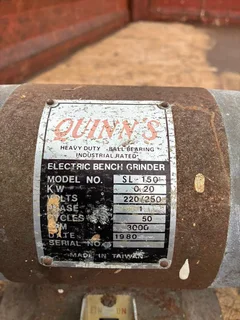 QUINN'S
HEAVY DUTY BALL BEARING
INDUSTRIAL RATED
ELECTRIC BENCH GRINDER
MODEL NO. SL-150
KW 0.20
VOLTS 220/250
PHASE 1
CYCLES 50
RPM 3000
DATE 1980
SERIAL NO.
MADE IN TAIWAN
ON